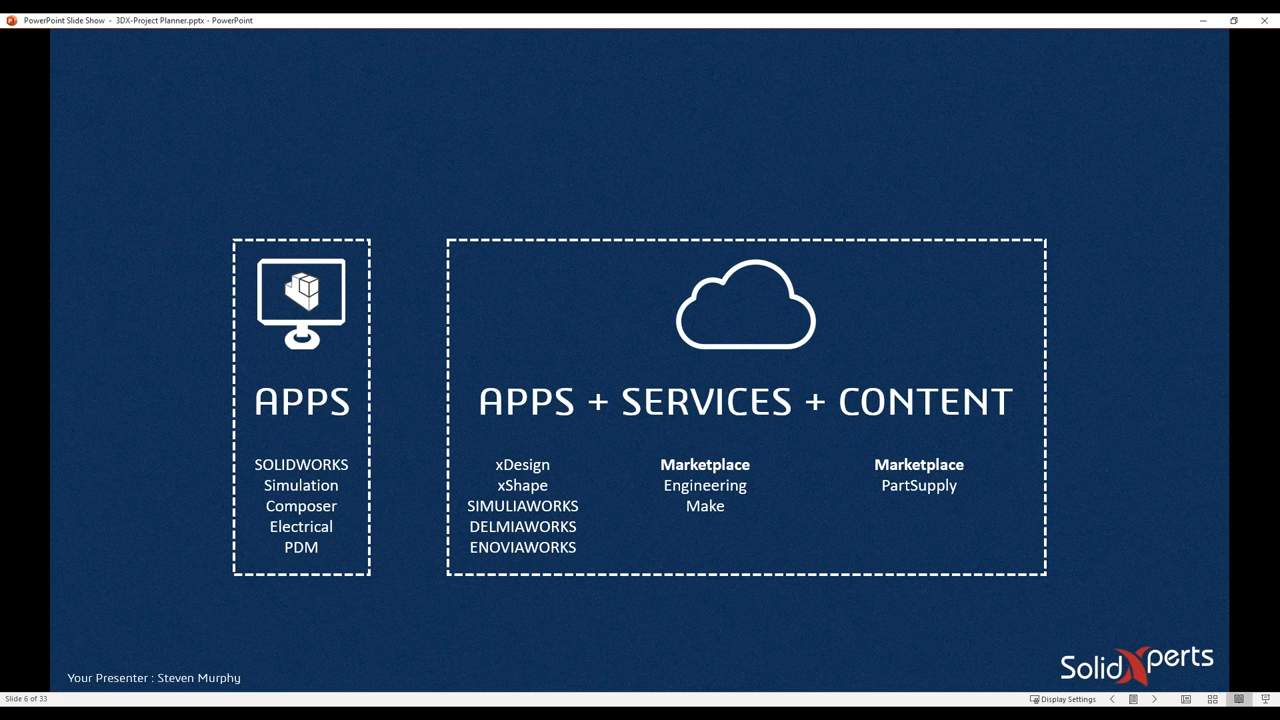 PowerPoint Slide Show - 3DX-Project Planner.pptx - PowerPoint
APPS
SOLIDWORKS
Simulation
Composer
Electrical
PDM
APPS + SERVICES + CONTENT
xDesign
xShape
SIMULIAWORKS
DELMIAWORKS
ENOVIAWORKS
Marketplace
Engineering
Make
Marketplace
PartSupply
Your Presenter : Steven Murphy
SolidXperts
Slide 6 of 33
Display Settings